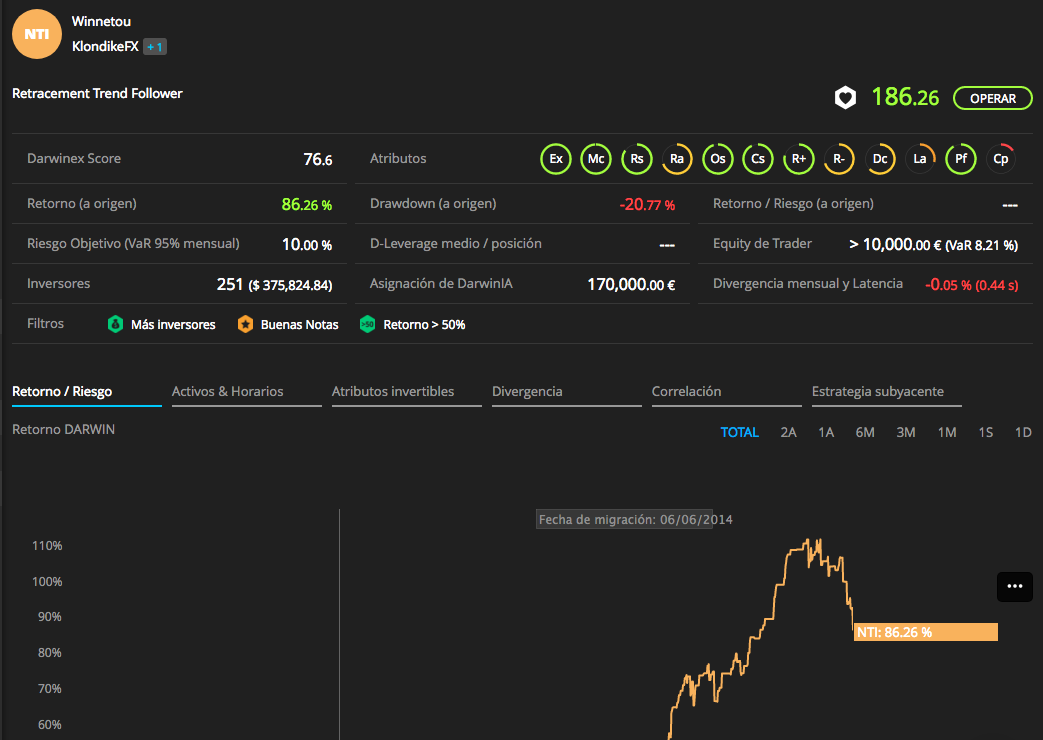 NTI
Winnetou
KlondikeFX +1
Retracement Trend Follower
186.26
OPERAR
Darwinex Score 76.6
Atributos Ex Mc Rs Ra Os Cs R+ R- Dc La Pf Cp
Retorno (a origen) 86.26 %
Drawdown (a origen) -20.77 %
Retorno / Riesgo (a origen) ---
Riesgo Objetivo (VaR 95% mensual) 10.00 %
D-Leverage medio / posición ---
Equity de Trader > 10,000.00 € (VaR 8.21 %)
Inversores 251 ($ 375,824.84)
Asignación de DarwinIA 170,000.00 €
Divergencia mensual y Latencia -0.05 % (0.44 s)
Filtros Más inversores Buenas Notas >50 Retorno > 50%
Retorno / Riesgo Activos & Horarios Atributos invertibles Divergencia Correlación Estrategia subyacente
Retorno DARWIN
TOTAL 2A 1A 6M 3M 1M 1S 1D
Fecha de migración: 06/06/2014
110%
100%
90%
NTI: 86.26 %
80%
70%
60%